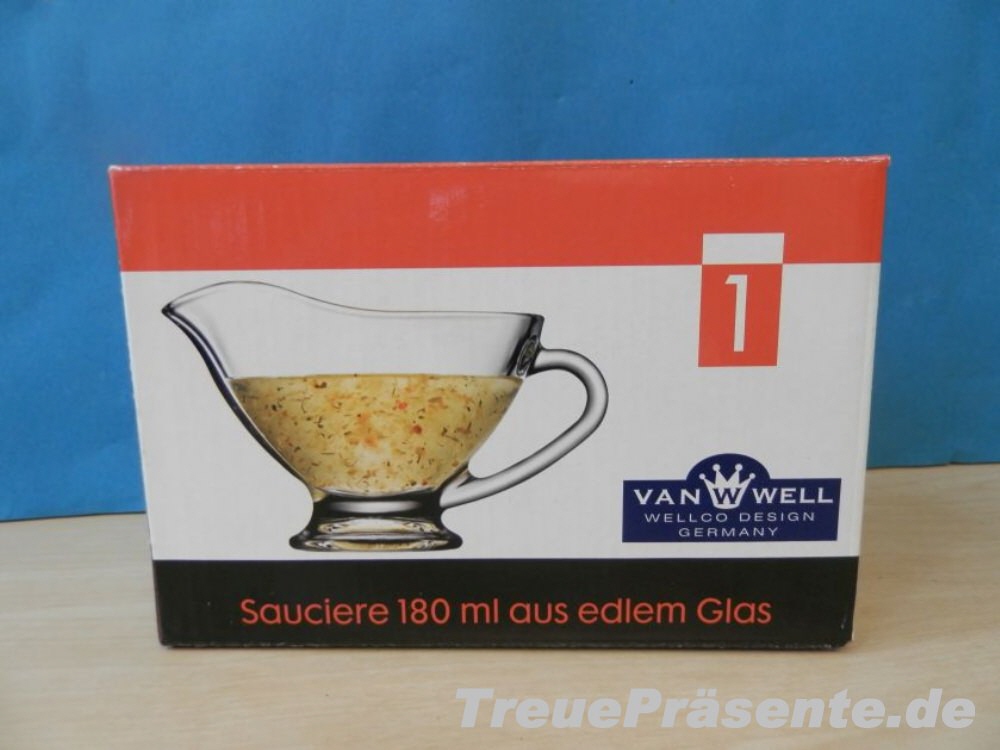 1
VAN W WELL
WELLCO DESIGN
GERMANY
Sauciere 180 ml aus edlem Glas
TreuePräsente.de